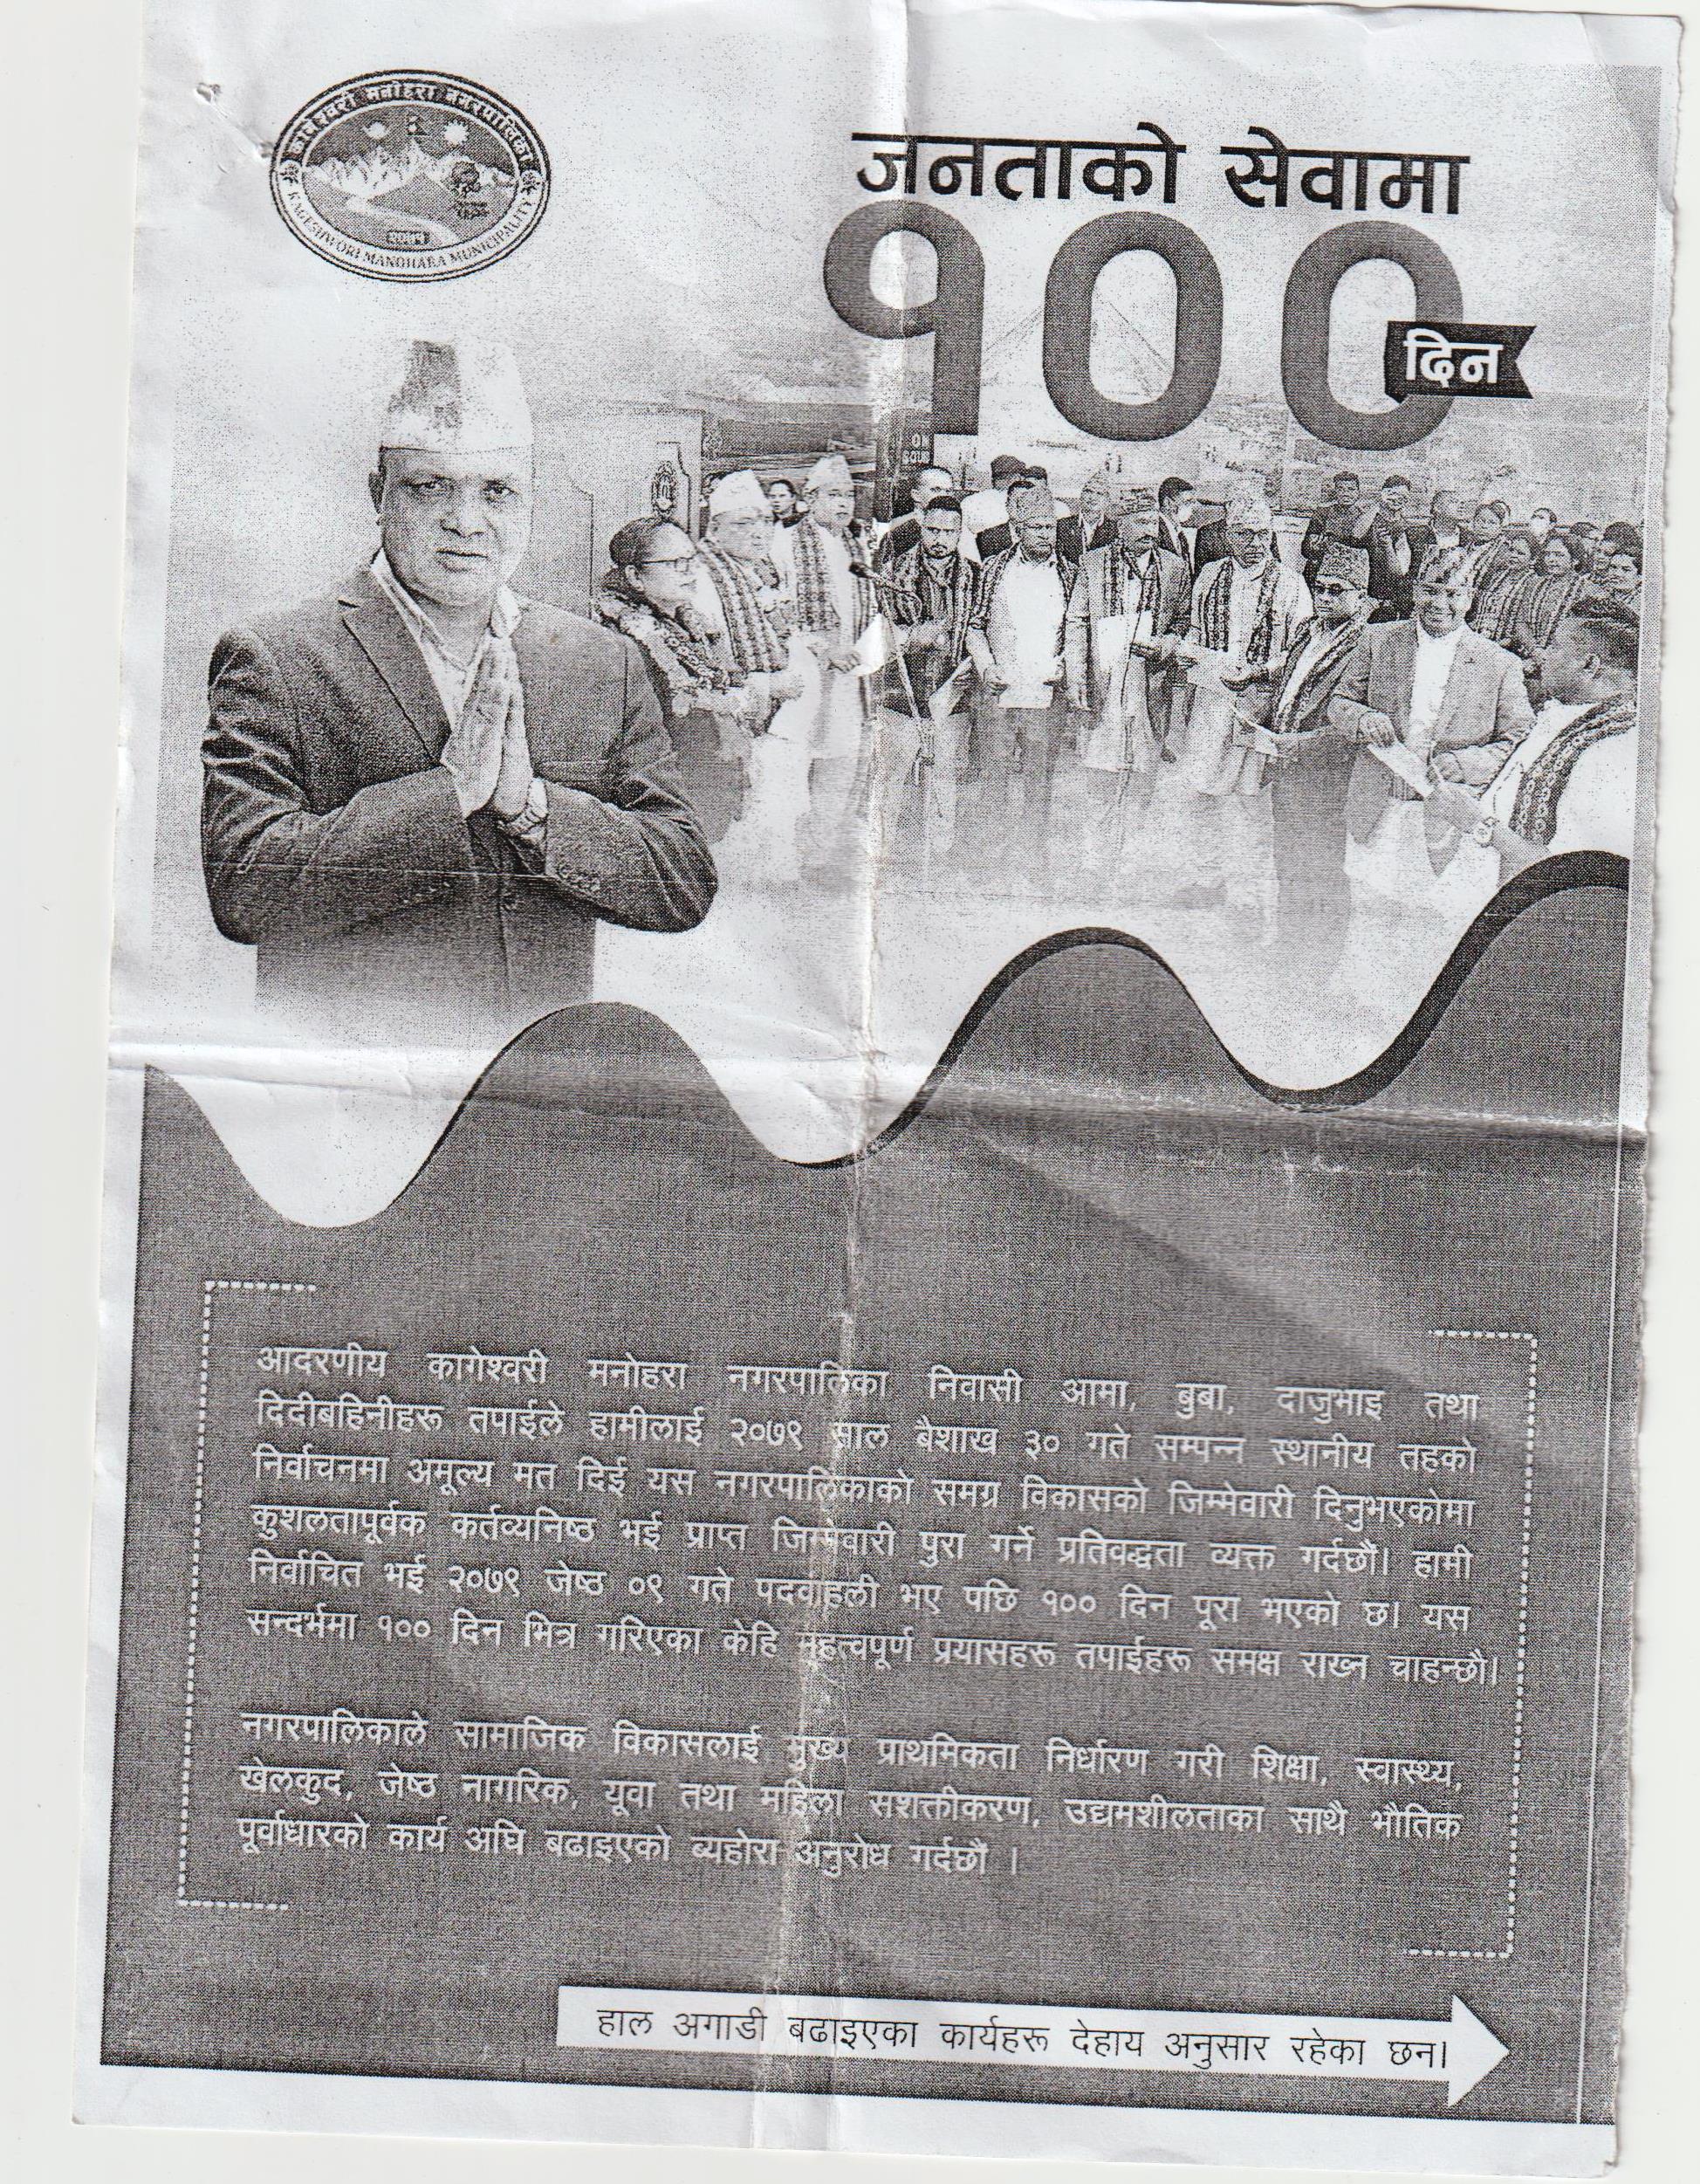 कागेश्वरी मनोहरा नगरपालिका
२०७१
KAGESHWORI MANOHARA MUNICIPALITY
जनताको सेवामा
१००
दिन
आदरणीय कागेश्वरी मनोहरा नगरपालिका निवासी आमा, बुबा, दाजुभाइ तथा
दिदीबहिनीहरू तपाईले हामीलाई २०७९ साल बैशाख ३० गते सम्पन्न स्थानीय तहको
निर्वाचनमा अमूल्य मत दिई यस नगरपालिकाको समग्र विकासको जिम्मेवारी दिनुभएकोमा
कुशलतापूर्वक कर्तव्यनिष्ठ भई प्राप्त जिम्मेवारी पुरा गर्ने प्रतिवद्धता व्यक्त गर्दछौं। हामी
निर्वाचित भई २०७९ जेष्ठ ०९ गते पदवाहली भए पछि १०० दिन पूरा भएको छ। यस
सन्दर्भमा १०० दिन भित्र गरिएका केहि महत्वपूर्ण प्रयासहरू तपाईहरू समक्ष राख्न चाहन्छौ।
नगरपालिकाले सामाजिक विकासलाई मुख्य प्राथमिकता निर्धारण गरी शिक्षा, स्वास्थ्य,
खेलकुद, जेष्ठ नागरिक, यूवा तथा महिला सशक्तीकरण, उद्यमशीलताका साथै भौतिक
पूर्वाधारको कार्य अघि बढाइएको व्यहोरा अनुरोध गर्दछौं ।
हाल अगाडी बढाइएका कार्यहरू देहाय अनुसार रहेका छन।